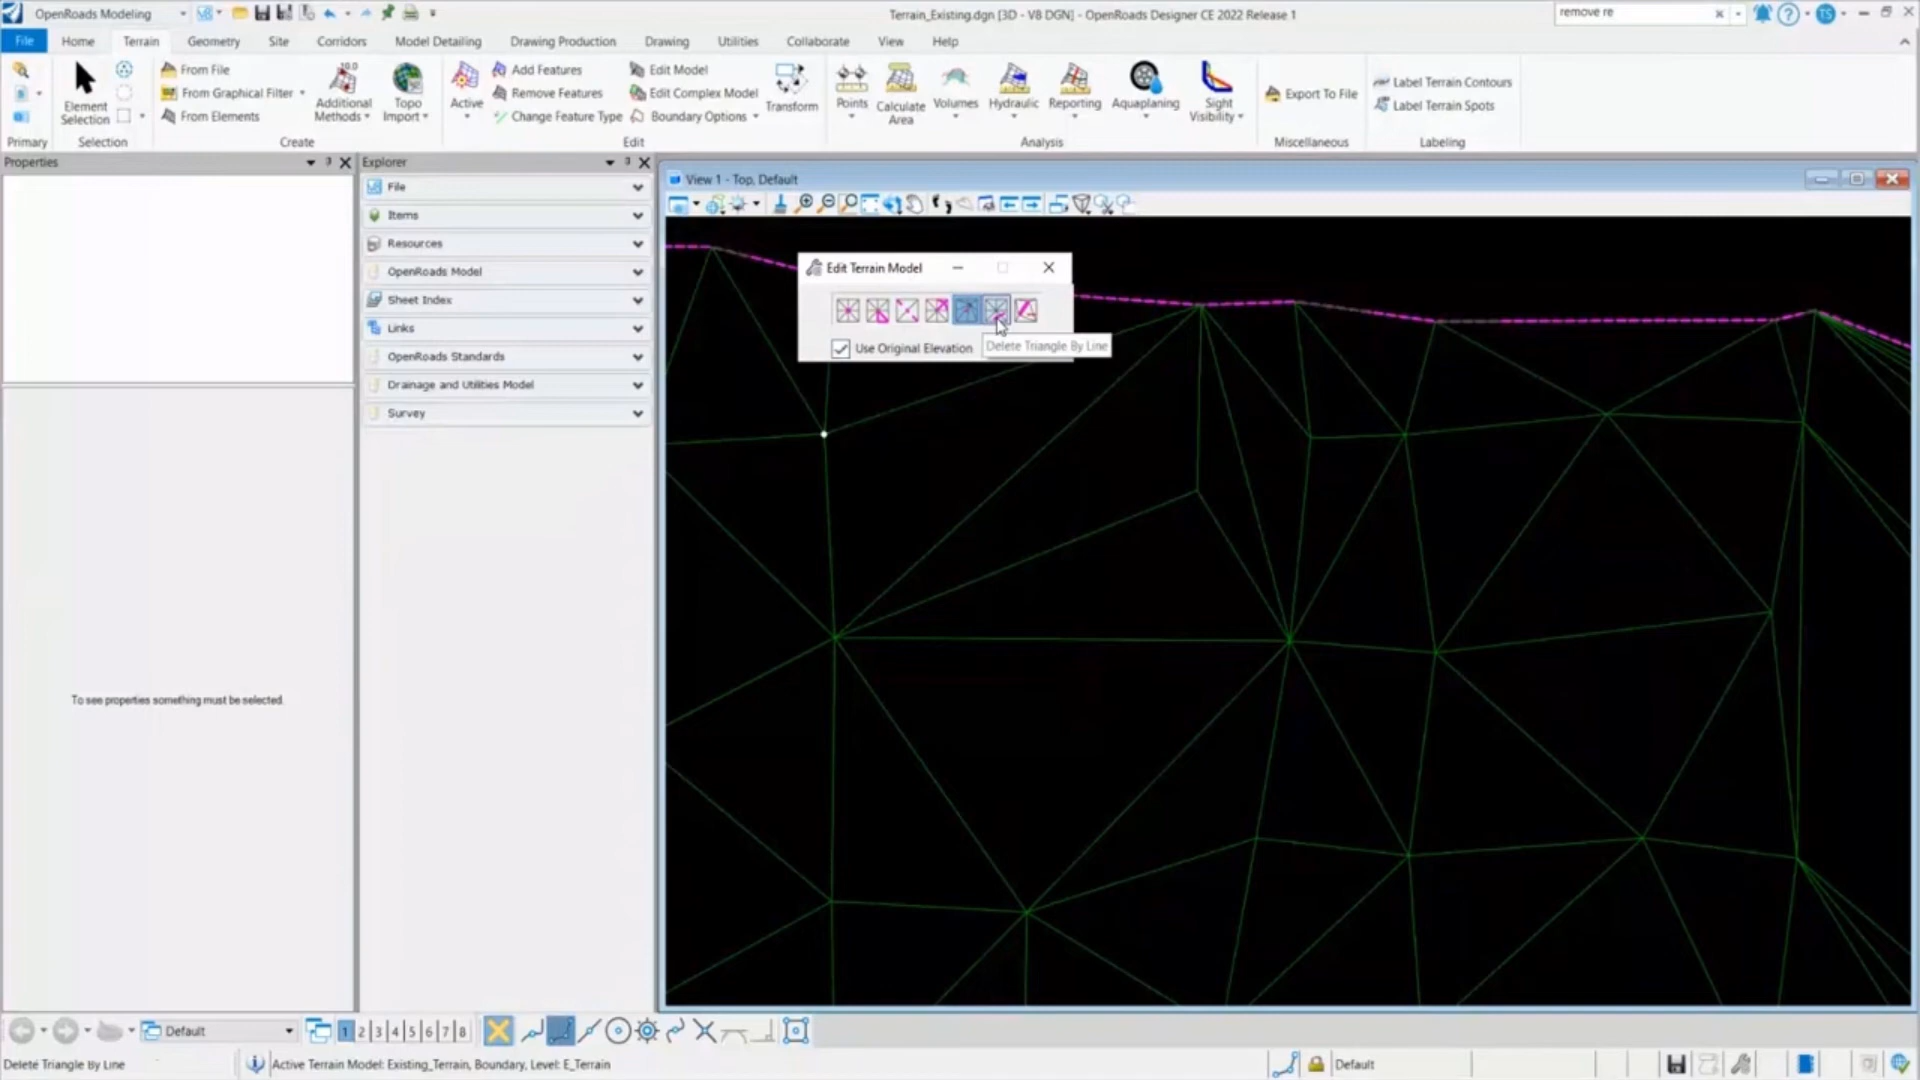 OpenRoads Modeling
Terrain_Existing.dgn [3D - V8 DGN] - OpenRoads Designer CE 2022 Release 1
remove re
TS
File Home Terrain Geometry Site Corridors Model Detailing Drawing Production Drawing Utilities Collaborate View Help
Element Selection
From File
From Graphical Filter
From Elements
10.0
Additional Methods
Topo Import
Active
Add Features
Remove Features
Change Feature Type
Edit Model
Edit Complex Model
Boundary Options
Transform
Points
Calculate Area
Volumes
Hydraulic
Reporting
Aquaplaning
Sight Visibility
Export To File
Label Terrain Contours
Label Terrain Spots
Primary Selection Create Edit Analysis Miscellaneous Labeling
Properties
Explorer
File
Items
Resources
OpenRoads Model
Sheet Index
Links
OpenRoads Standards
Drainage and Utilities Model
Survey
To see properties something must be selected.
View 1 - Top, Default
Edit Terrain Model
Use Original Elevation
Delete Triangle By Line
Default
1 2 3 4 5 6 7 8
Delete Triangle By Line
Active Terrain Model: Existing_Terrain, Boundary, Level: E_Terrain
Default